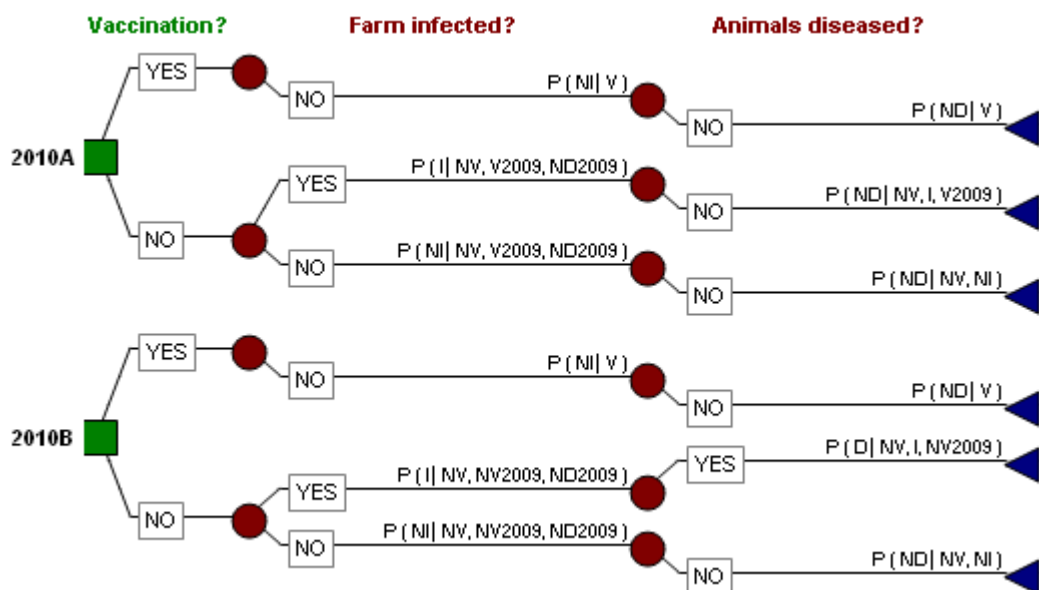 Vaccination? Farm infected? Animals diseased?
YES
NO P ( NI| V)
NO P ( ND| V)
2010A
YES P ( I| NV, V2009, ND2009 )
NO P ( ND| NV, I, V2009 )
NO
NO P ( NI| NV, V2009, ND2009 )
NO P ( ND| NV, NI )
YES
NO P ( NI| V)
NO P ( ND| V)
2010B
YES P ( D| NV, I, NV2009 )
YES P ( I| NV, NV2009, ND2009 )
NO
NO P ( NI| NV, NV2009, ND2009 )
NO P ( ND| NV, NI )